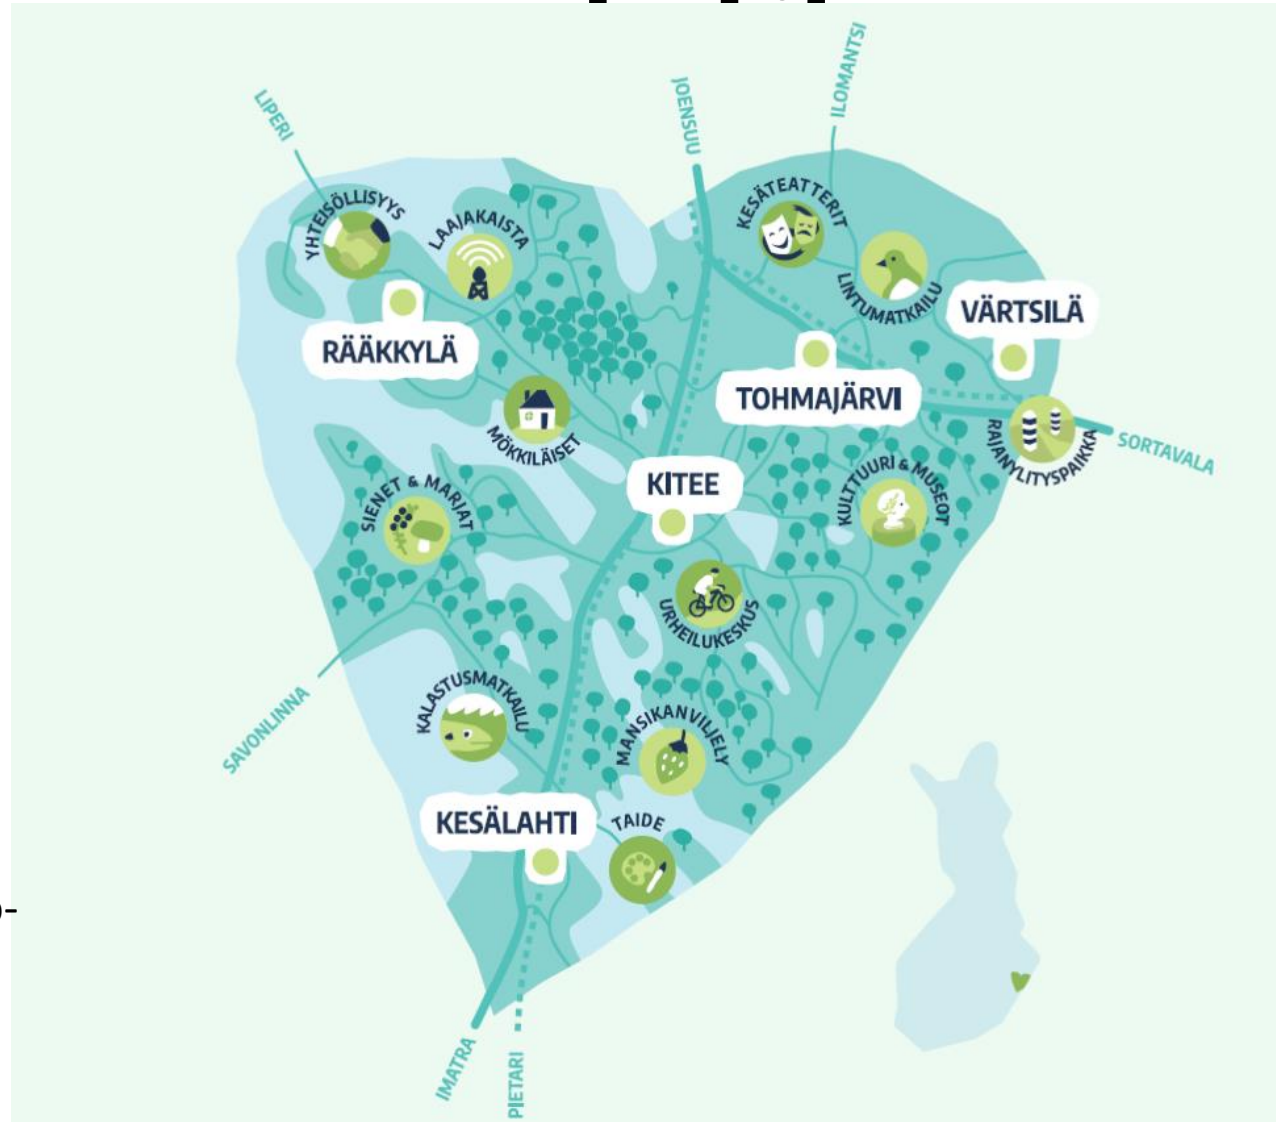 ILOMANTSI
JOENSUU
LIPERI
KESÄTEATTERIT
YHTEISÖLLISYYS
LAAJAKAISTA
LINTUMATKAILU
VÄRTSILÄ
RÄÄKKYLÄ
TOHMAJÄRVI
MÖKKILÄISET
RAJANYLITYSPAIKKA
SORTAVALA
KITEE
KULTTUURI & MUSEOT
SIENET & MARJAT
URHEILUKESKUS
SAVONLINNA
KALASTUSMATKAILU
MANSIKANVILJELY
KESÄLAHTI
TAIDE
IMATRA
PIETARI